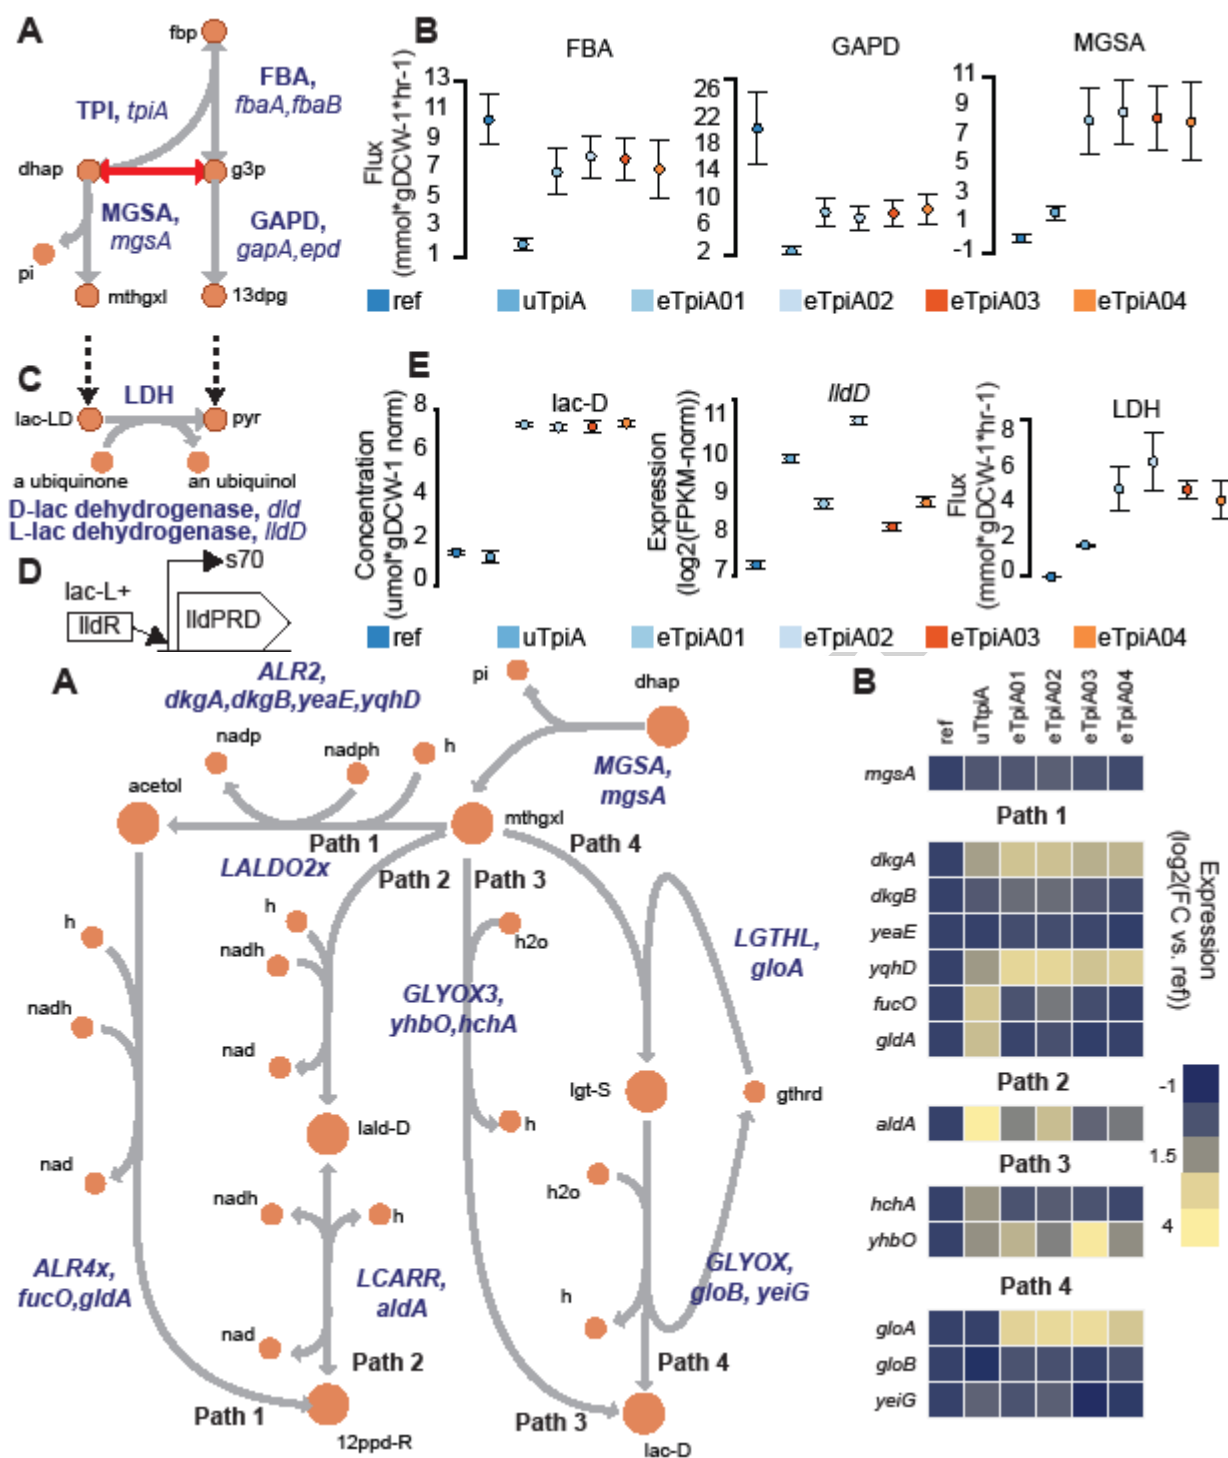 A
fbp
FBA,
fbaA,fbaB
TPI, tpiA
dhap
g3p
MGSA,
mgsA
GAPD,
gapA,epd
pi
mthgxl
13dpg
B
FBA
GAPD
MGSA
Flux
(mmol*gDCW-1*hr-1)
13
11
9
7
5
3
1
26
22
18
14
10
6
2
11
9
7
5
3
1
-1
ref
uTpiA
eTpiA01
eTpiA02
eTpiA03
eTpiA04
C
LDH
lac-LD
pyr
a ubiquinone
an ubiquinol
D-lac dehydrogenase, dld
L-lac dehydrogenase, lldD
D
s70
lac-L+
lldR
lldPRD
E
lac-D
lldD
LDH
Concentration
(umol*gDCW-1 norm)
8
6
4
2
0
Expression
(log2(FPKM-norm))
11
10
9
8
7
Flux
(mmol*gDCW-1*hr-1)
8
6
4
2
0
ref
uTpiA
eTpiA01
eTpiA02
eTpiA03
eTpiA04
A
ALR2,
dkgA,dkgB,yeaE,yqhD
pi
dhap
nadp
nadph
h
MGSA,
mgsA
acetol
mthgxl
Path 1
Path 4
LALDO2x
Path 2
Path 3
h
h
nadh
h2o
LGTHL,
gloA
GLYOX3,
yhbO,hchA
nadh
nad
lgt-S
gthrd
lald-D
h
nad
nadh
h
h2o
ALR4x,
fucO,gldA
LCARR,
aldA
GLYOX,
gloB, yeiG
h
nad
Path 2
Path 4
Path 1
Path 3
12ppd-R
lac-D
B
ref
uTtpiA
eTpiA01
eTpiA02
eTpiA03
eTpiA04
mgsA
Path 1
dkgA
dkgB
yeaE
yqhD
fucO
gldA
Path 2
aldA
Path 3
hchA
yhbO
Path 4
gloA
gloB
yeiG
Expression
(log2(FC vs. ref))
-1
1.5
4